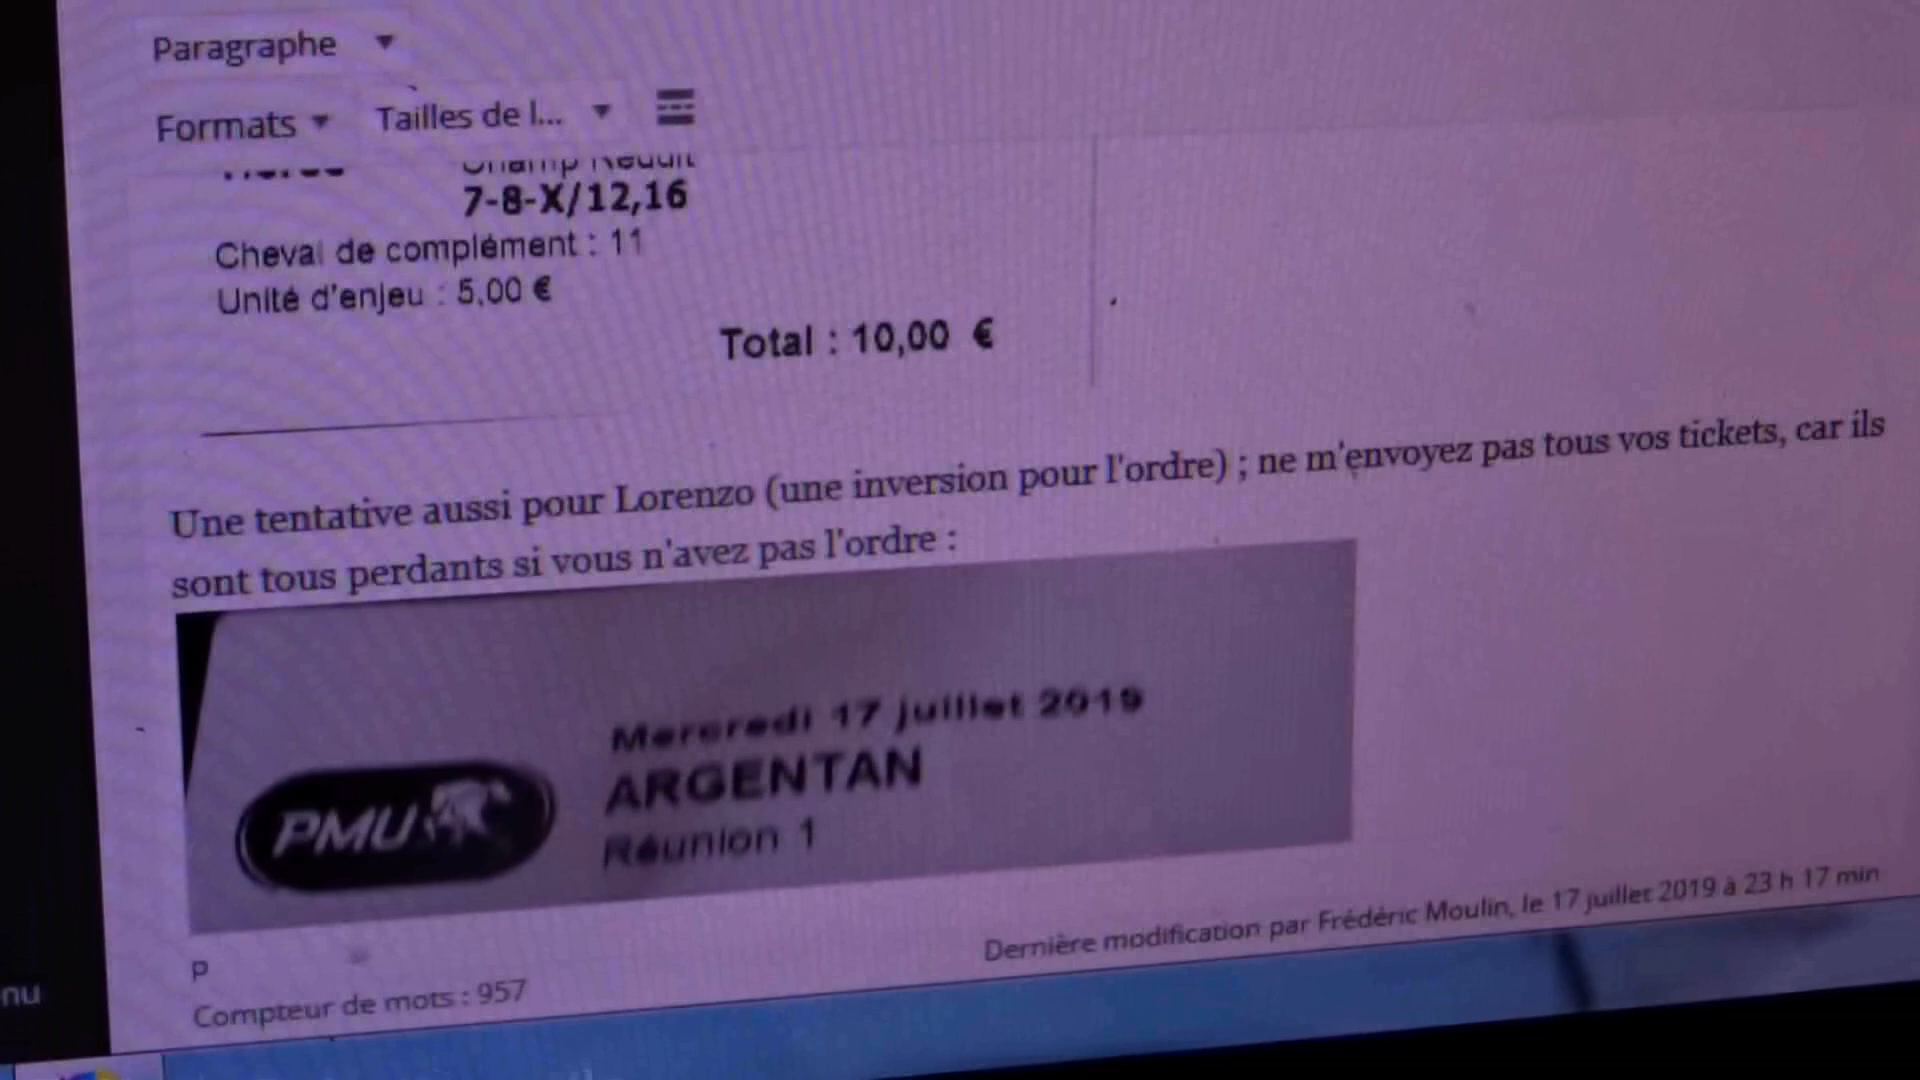 Paragraphe
Formats Tailles de l...
Champ Réduit
7-8-X/12,16
Cheval de complément : 11
Unité d'enjeu : 5,00 €
Total : 10,00 €
Une tentative aussi pour Lorenzo (une inversion pour l'ordre) ; ne m'envoyez pas tous vos tickets, car ils
sont tous perdants si vous n'avez pas l'ordre :
Mercredi 17 juillet 2019
ARGENTAN
PMU
Réunion 1
P
Dernière modification par Frédéric Moulin, le 17 juillet 2019 à 23 h 17 min
Compteur de mots : 957
nu